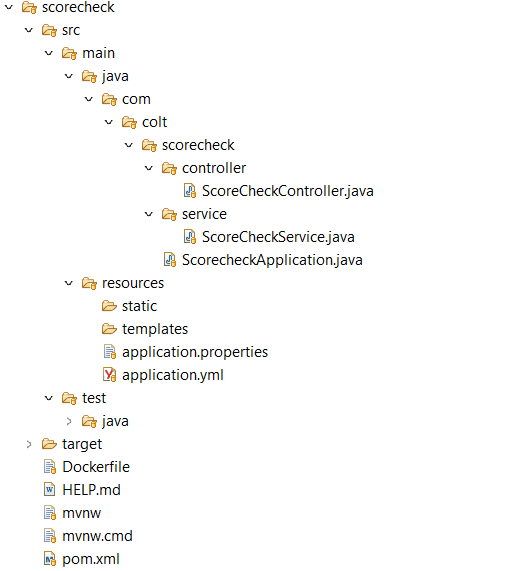 scorecheck
src
main
java
com
colt
scorecheck
controller
ScoreCheckController.java
service
ScoreCheckService.java
ScorecheckApplication.java
resources
static
templates
application.properties
application.yml
test
java
target
Dockerfile
HELP.md
mvnw
mvnw.cmd
pom.xml